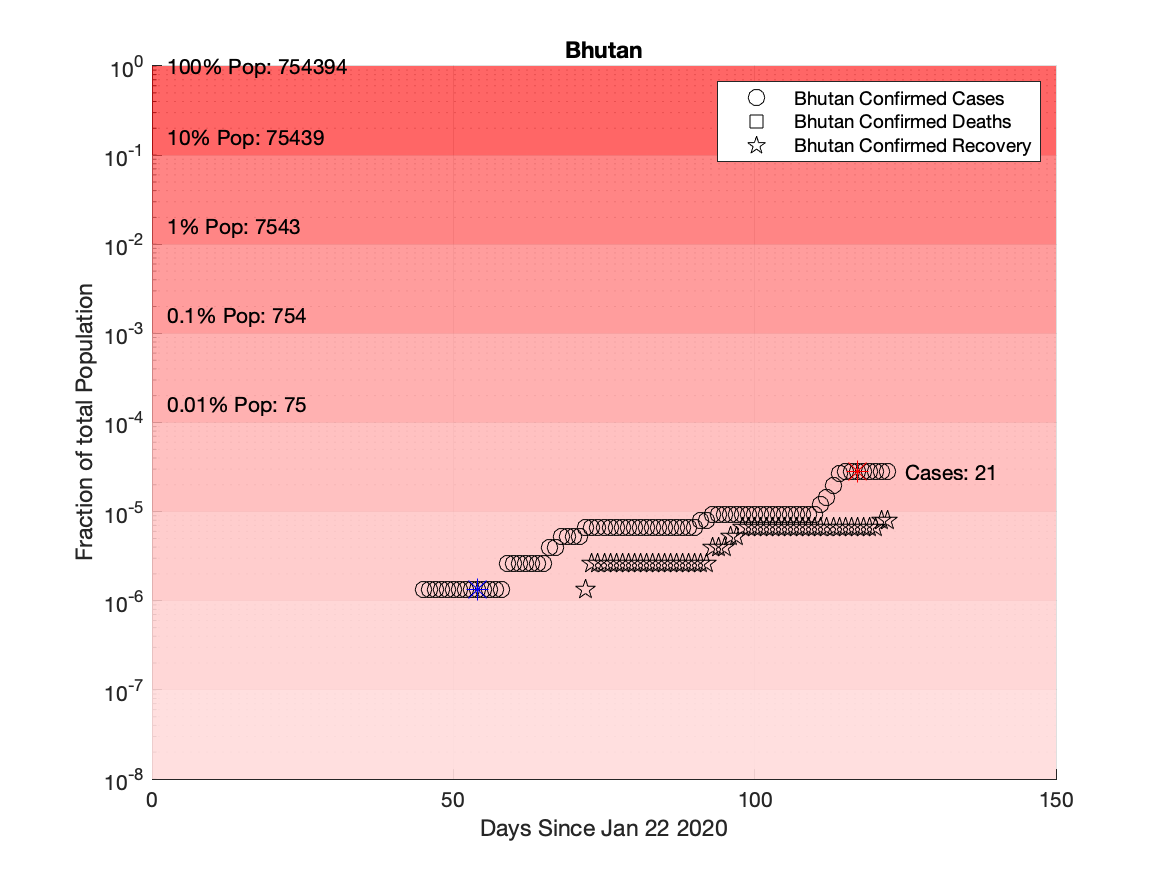 Bhutan
10⁰
100% Pop: 754394
Bhutan Confirmed Cases
Bhutan Confirmed Deaths
Bhutan Confirmed Recovery
10% Pop: 75439
10⁻¹
1% Pop: 7543
10⁻²
0.1% Pop: 754
10⁻³
0.01% Pop: 75
10⁻⁴
Cases: 21
10⁻⁵
10⁻⁶
10⁻⁷
10⁻⁸
Fraction of total Population
0 50 100 150
Days Since Jan 22 2020